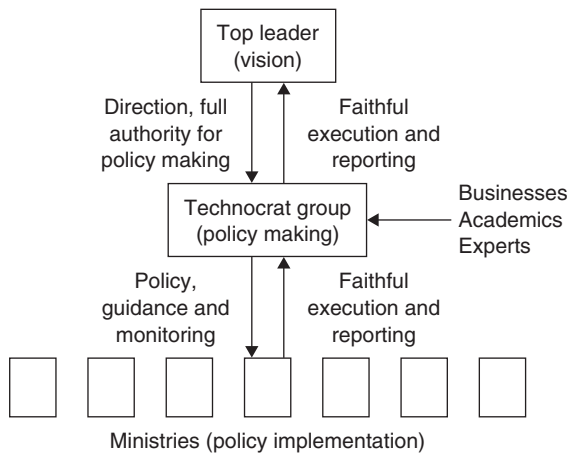 Top leader
(vision)
Direction, full
authority for
policy making
Faithful
execution and
reporting
Technocrat group
(policy making)
Businesses
Academics
Experts
Policy,
guidance and
monitoring
Faithful
execution and
reporting
Ministries (policy implementation)